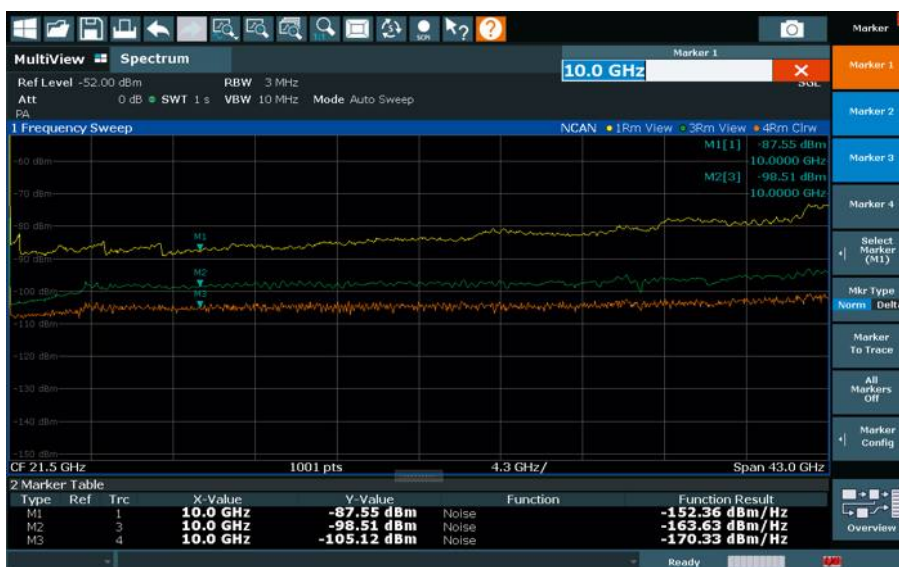 Marker
MultiView Spectrum
Marker 1
10.0 GHz
Ref Level -52.00 dBm RBW 3 MHz
SGL
Att 0 dB SWT 1 s VBW 10 MHz Mode Auto Sweep
PA
1 Frequency Sweep NCAN 1Rm View 3Rm View 4Rm Clrw
M1[1] -87.55 dBm
10.0000 GHz
M2[3] -98.51 dBm
10.0000 GHz
-60 dBm
-70 dBm
-80 dBm
-90 dBm
-100 dBm
-110 dBm
-120 dBm
-130 dBm
-140 dBm
-150 dBm
M1
M2
M3
CF 21.5 GHz 1001 pts 4.3 GHz/ Span 43.0 GHz
2 Marker Table
Type Ref Trc X-Value Y-Value Function Function Result
M1 1 10.0 GHz -87.55 dBm Noise -152.36 dBm/Hz
M2 3 10.0 GHz -98.51 dBm Noise -163.63 dBm/Hz
M3 4 10.0 GHz -105.12 dBm Noise -170.33 dBm/Hz
Ready
Marker 1
Marker 2
Marker 3
Marker 4
Select
Marker
(M1)
Mkr Type
Norm Delta
Marker
To Trace
All
Markers
Off
Marker
Config
Overview